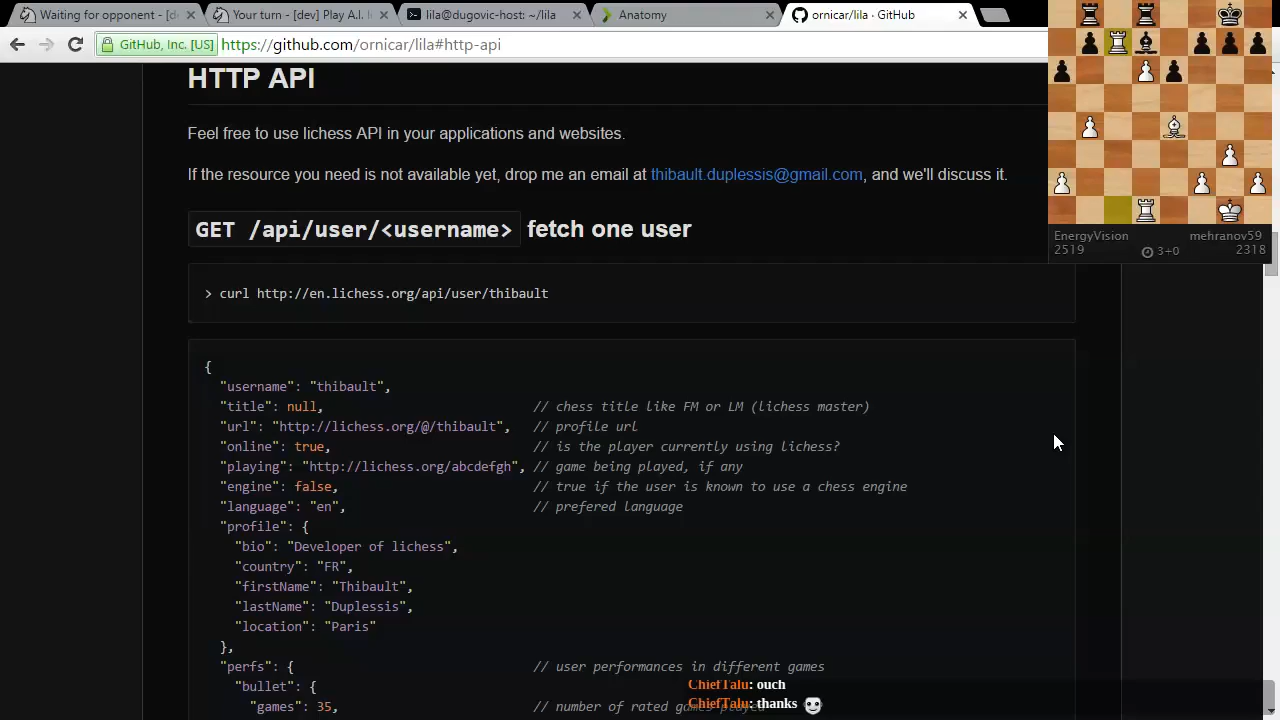 Waiting for opponent - [de
Your turn - [dev] Play A.I. l
lila@dugovic-host: ~/lila
Anatomy
ornicar/lila · GitHub
GitHub, Inc. [US]
https://github.com/ornicar/lila#http-api
HTTP API
Feel free to use lichess API in your applications and websites.
If the resource you need is not available yet, drop me an email at thibault.duplessis@gmail.com, and we'll discuss it.
GET /api/user/<username> fetch one user
> curl http://en.lichess.org/api/user/thibault
{
"username": "thibault",
"title": null, // chess title like FM or LM (lichess master)
"url": "http://lichess.org/@/thibault", // profile url
"online": true, // is the player currently using lichess?
"playing": "http://lichess.org/abcdefgh", // game being played, if any
"engine": false, // true if the user is known to use a chess engine
"language": "en", // prefered language
"profile": {
"bio": "Developer of lichess",
"country": "FR",
"firstName": "Thibault",
"lastName": "Duplessis",
"location": "Paris"
},
"perfs": { // user performances in different games
"bullet": {
"games": 35, // number of rated games played
EnergyVision mehranov59
2519 3+0 2318
ChiefTalu: ouch
ChiefTalu: thanks